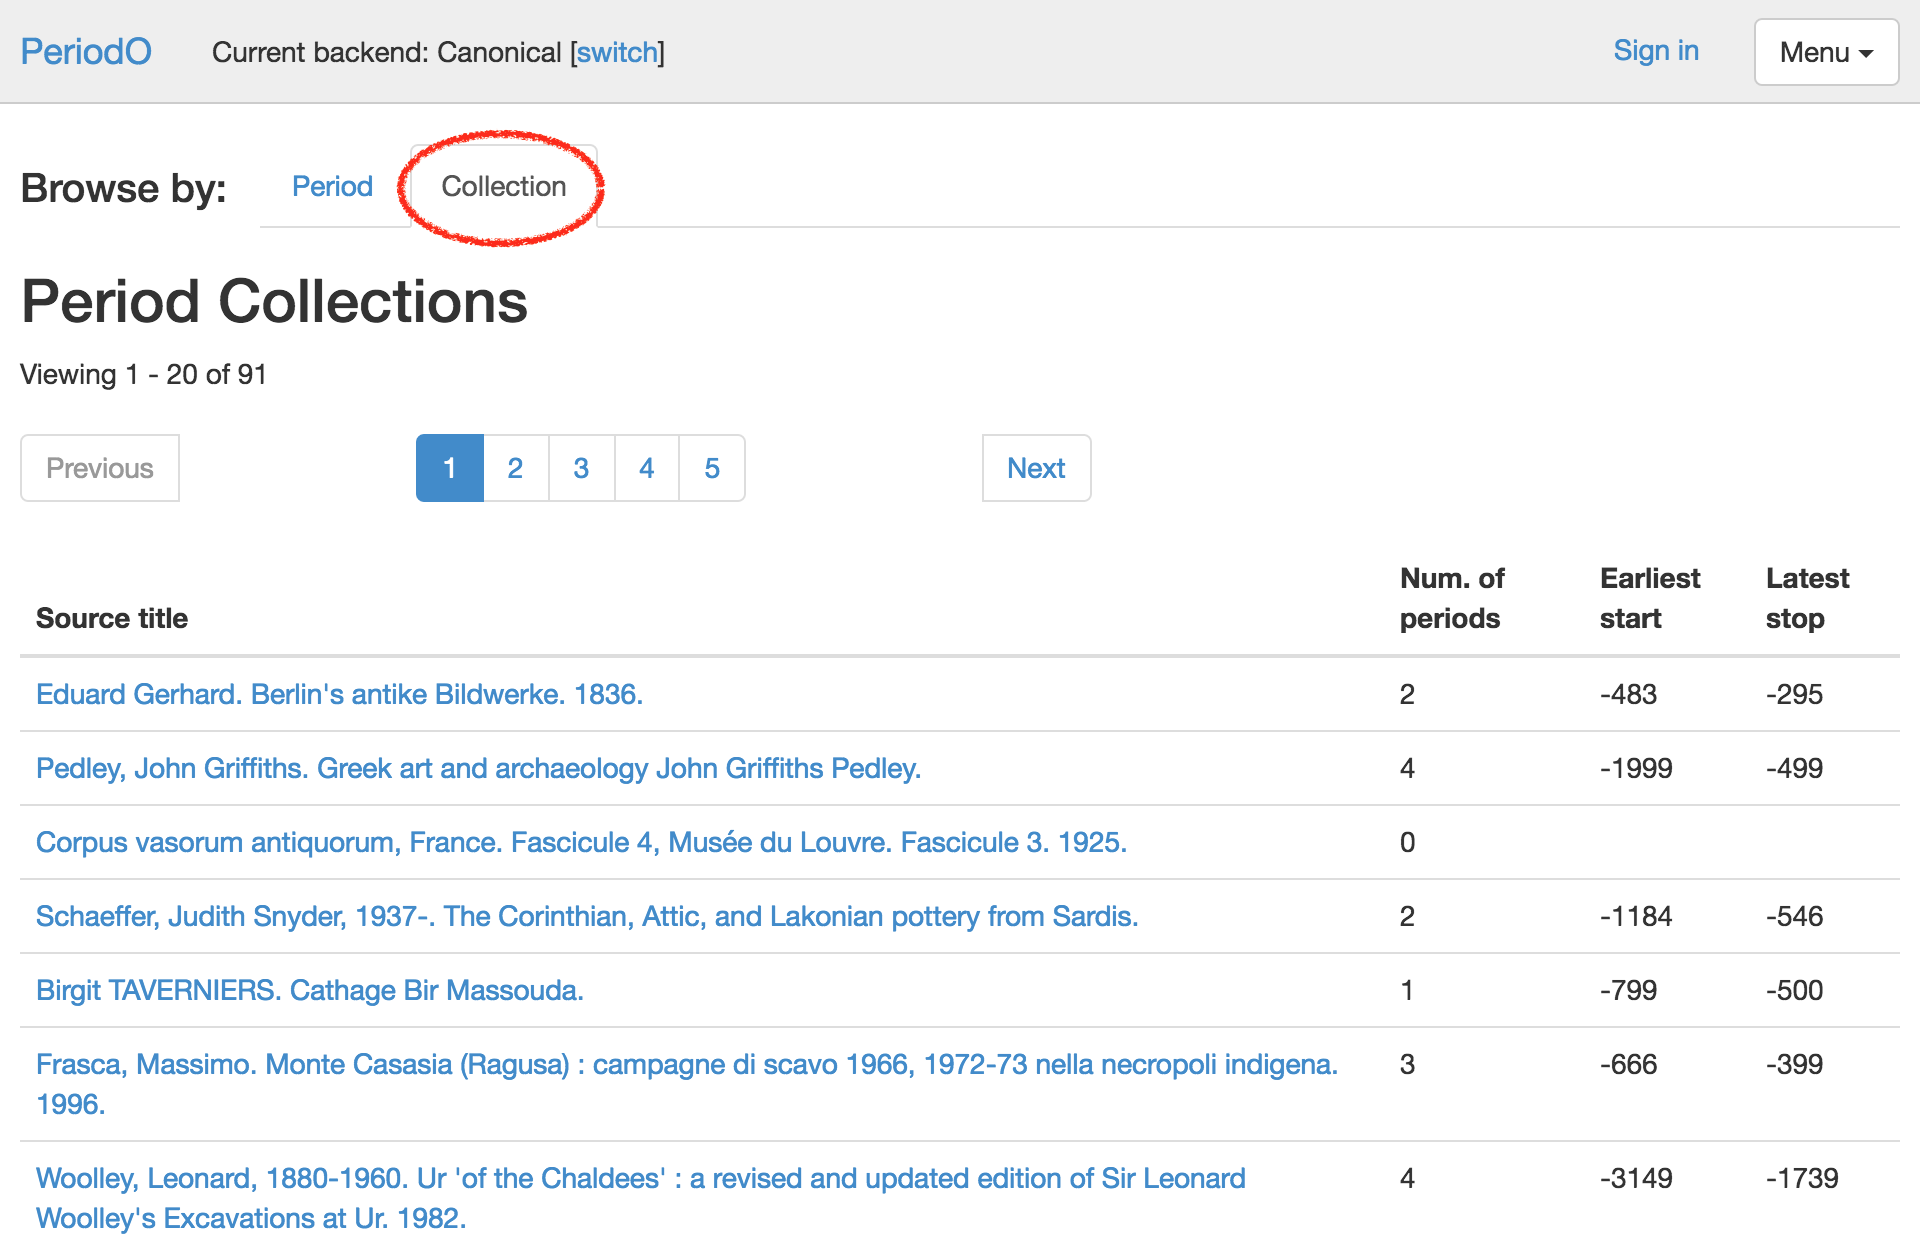 PeriodO Current backend: Canonical [switch] Sign in Menu
Browse by: Period Collection
Period Collections
Viewing 1 - 20 of 91
Previous 1 2 3 4 5 Next
Source title Num. of periods Earliest start Latest stop
Eduard Gerhard. Berlin's antike Bildwerke. 1836. 2 -483 -295
Pedley, John Griffiths. Greek art and archaeology John Griffiths Pedley. 4 -1999 -499
Corpus vasorum antiquorum, France. Fascicule 4, Musée du Louvre. Fascicule 3. 1925. 0
Schaeffer, Judith Snyder, 1937-. The Corinthian, Attic, and Lakonian pottery from Sardis. 2 -1184 -546
Birgit TAVERNIERS. Cathage Bir Massouda. 1 -799 -500
Frasca, Massimo. Monte Casasia (Ragusa) : campagne di scavo 1966, 1972-73 nella necropoli indigena. 3 -666 -399
1996.
Woolley, Leonard, 1880-1960. Ur 'of the Chaldees' : a revised and updated edition of Sir Leonard 4 -3149 -1739
Woolley's Excavations at Ur. 1982.